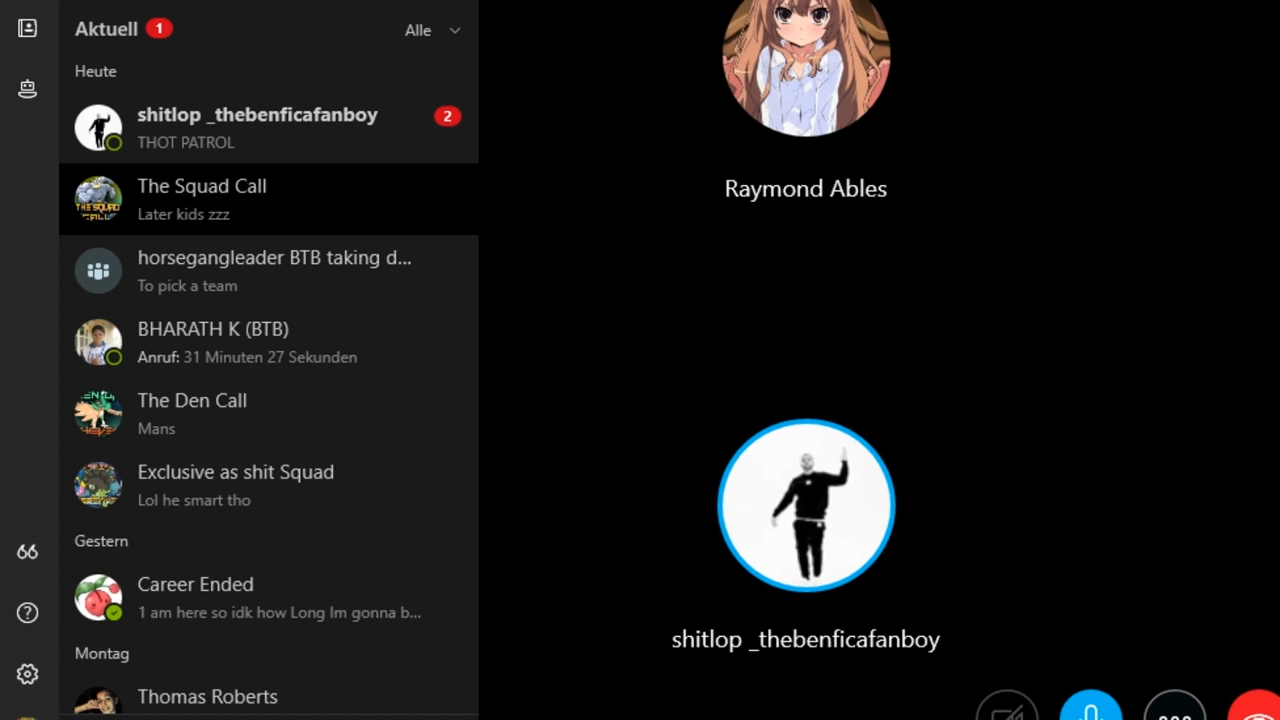 Aktuell 1
Alle
Heute
shitlop _thebenficafanboy
2
THOT PATROL
The Squad Call
Later kids zzz
horsegangleader BTB taking d...
To pick a team
BHARATH K (BTB)
Anruf: 31 Minuten 27 Sekunden
The Den Call
Mans
Exclusive as shit Squad
Lol he smart tho
Gestern
Career Ended
1 am here so idk how Long Im gonna b...
Montag
Thomas Roberts
Raymond Ables
shitlop _thebenficafanboy
THE SQUAD
CALL